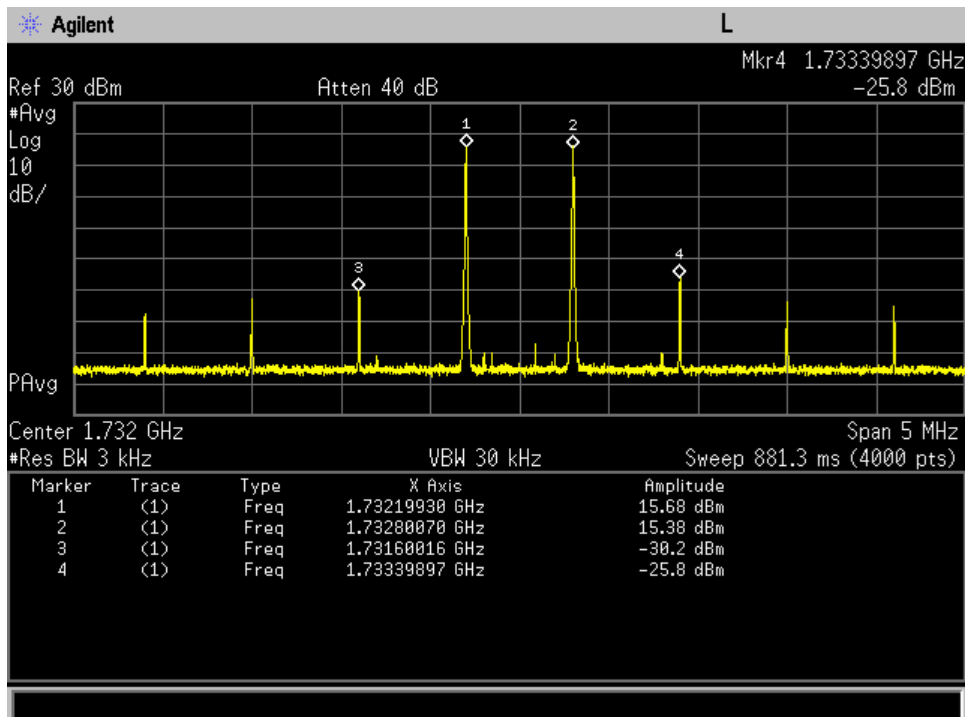 Agilent L
Mkr4 1.73339897 GHz
Ref 30 dBm Atten 40 dB -25.8 dBm
#Avg
Log
10
dB/
1 2
3 4
PAvg
Center 1.732 GHz Span 5 MHz
#Res BW 3 kHz VBW 30 kHz Sweep 881.3 ms (4000 pts)
Marker Trace Type X Axis Amplitude
1 (1) Freq 1.73219930 GHz 15.68 dBm
2 (1) Freq 1.73280070 GHz 15.38 dBm
3 (1) Freq 1.73160016 GHz -30.2 dBm
4 (1) Freq 1.73339897 GHz -25.8 dBm